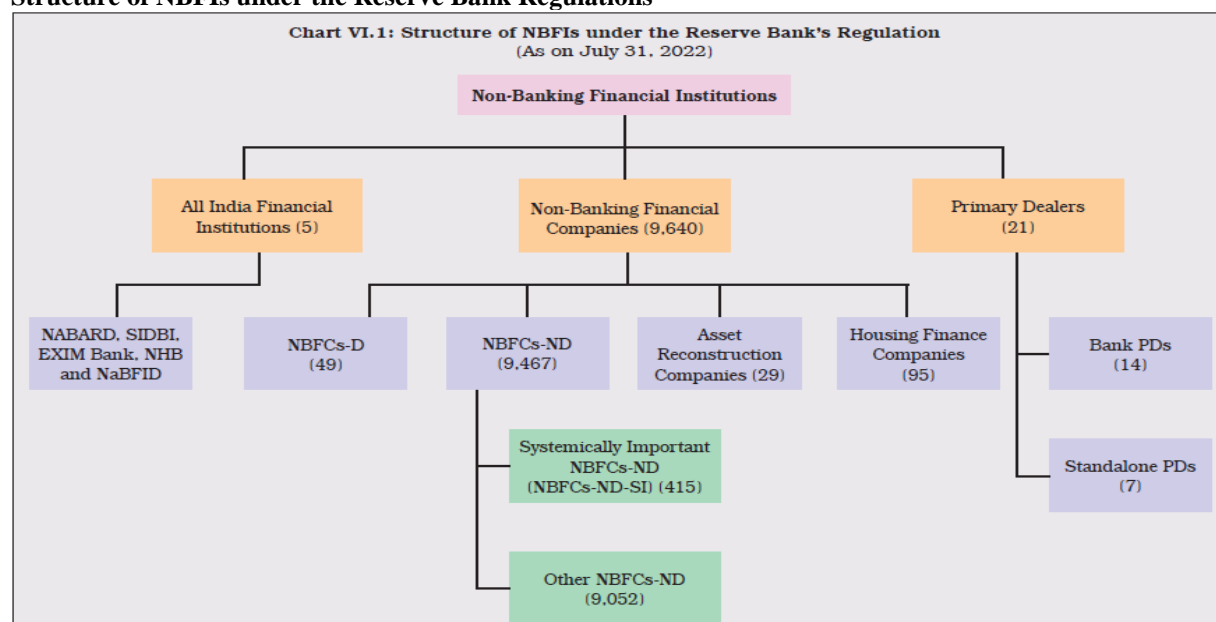 Structure of NBFIs under the Reserve Bank Regulations
Chart VI.1: Structure of NBFIs under the Reserve Bank's Regulation
(As on July 31, 2022)
Non-Banking Financial Institutions
All India Financial
Institutions (5)
Non-Banking Financial
Companies (9,640)
Primary Dealers
(21)
NABARD, SIDBI,
EXIM Bank, NHB
and NaBFID
NBFCs-D
(49)
NBFCs-ND
(9,467)
Asset
Reconstruction
Companies (29)
Housing Finance
Companies
(95)
Bank PDs
(14)
Systemically Important
NBFCs-ND
(NBFCs-ND-SI) (415)
Standalone PDs
(7)
Other NBFCs-ND
(9,052)